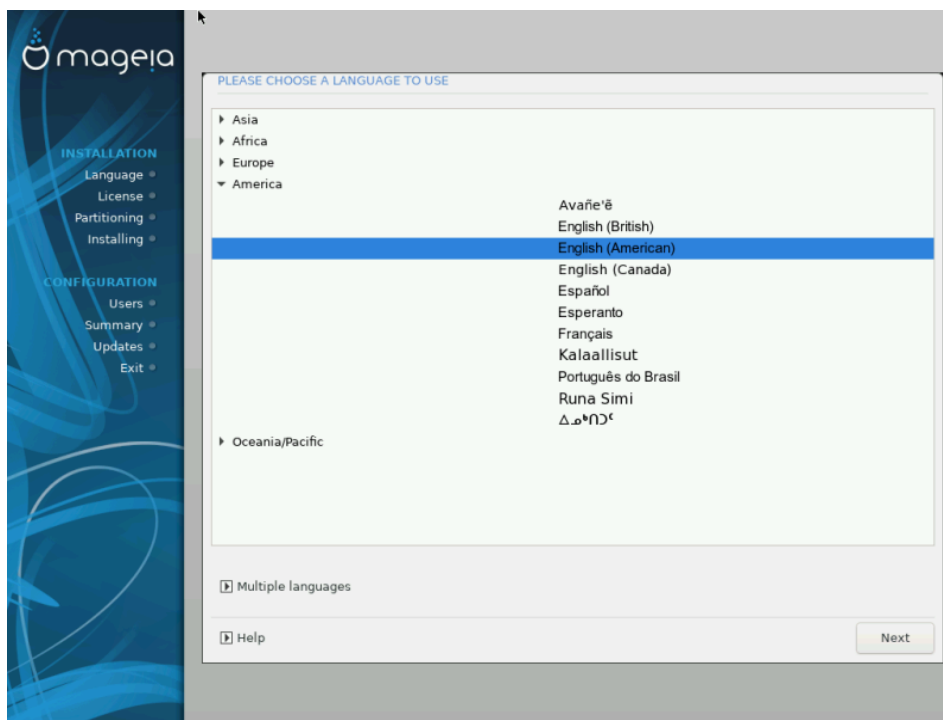 mageia
INSTALLATION
Language
License
Partitioning
Installing
CONFIGURATION
Users
Summary
Updates
Exit
PLEASE CHOOSE A LANGUAGE TO USE
Asia
Africa
Europe
America
Avañe'ẽ
English (British)
English (American)
English (Canada)
Español
Esperanto
Français
Kalaallisut
Português do Brasil
Runa Simi
ᐃᓄᒃᑎᑐᑦ
Oceania/Pacific
Multiple languages
Help
Next